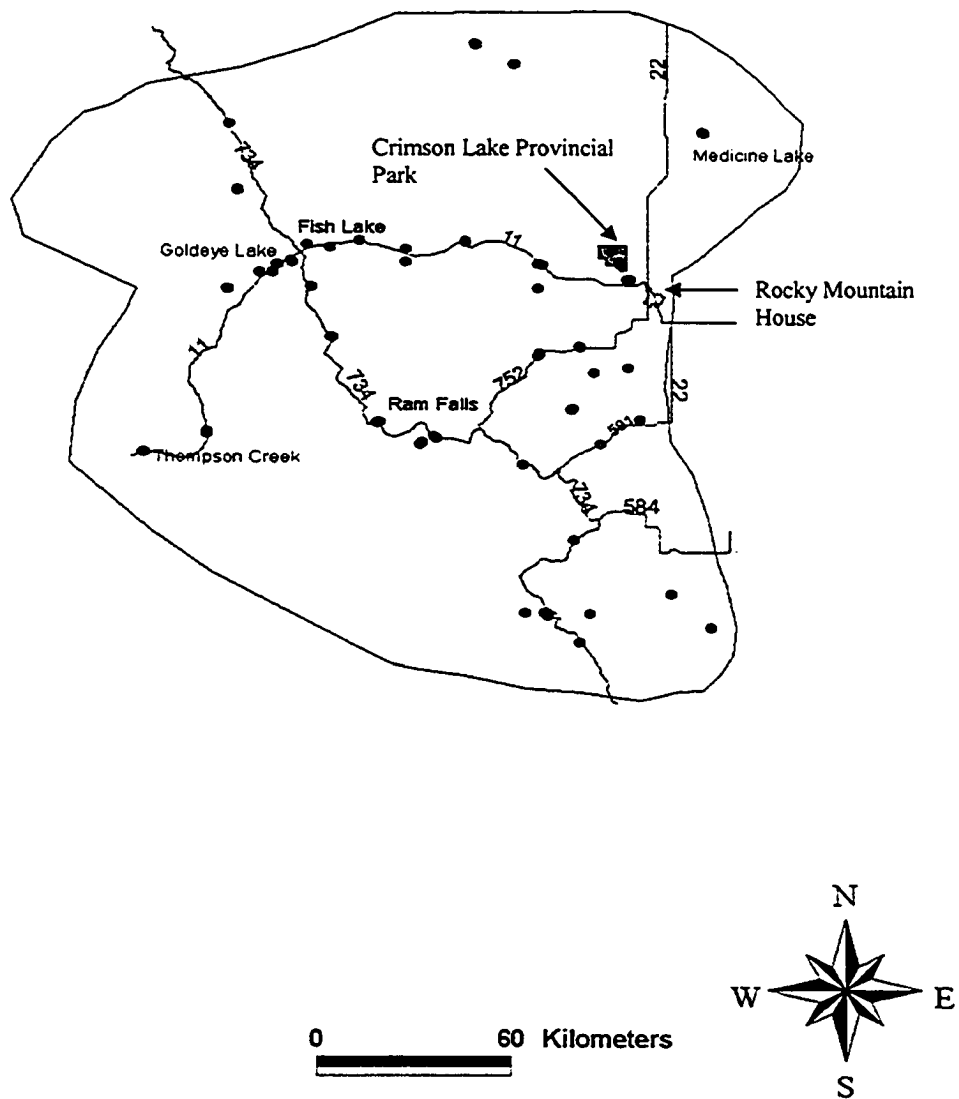 22
Crimson Lake Provincial
Park
Medicine Lake
734
Fish Lake
11
Goldeye Lake
Rocky Mountain
House
11
734
752
22
Ram Falls
591
Thompson Creek
734
584
N
W
E
S
0
60 Kilometers